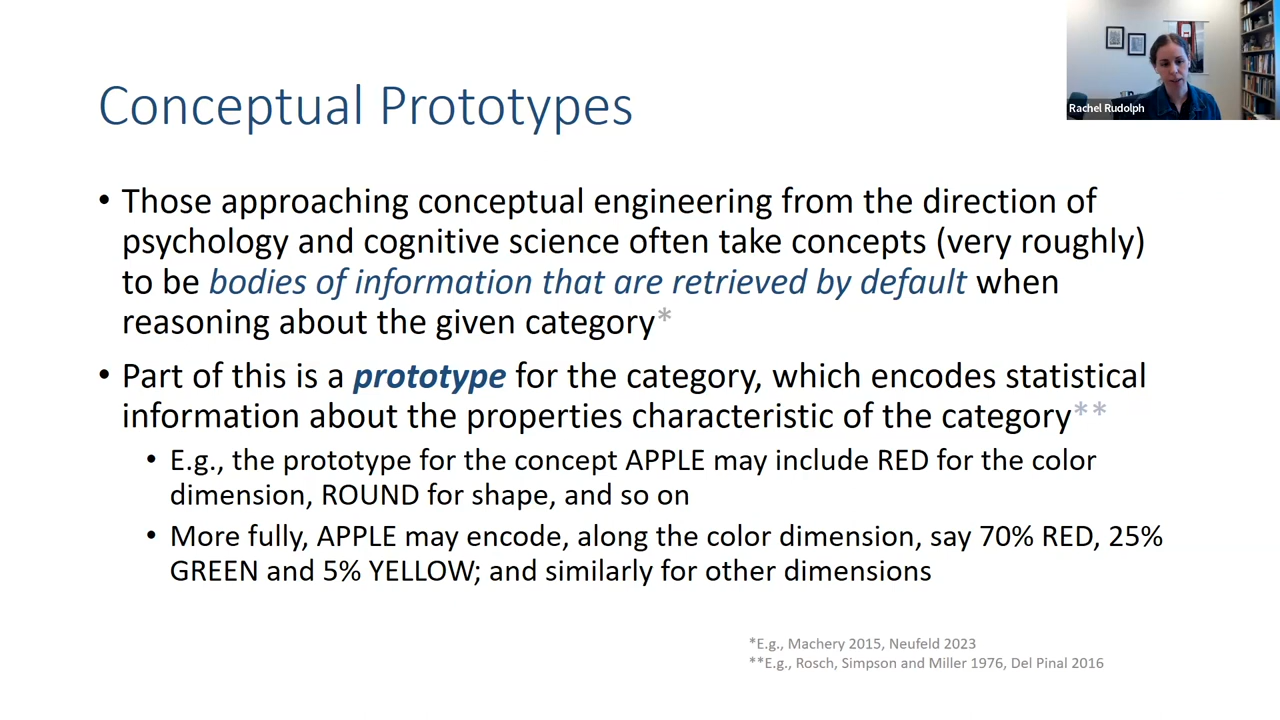 Rachel Rudolph
Conceptual Prototypes
• Those approaching conceptual engineering from the direction of
psychology and cognitive science often take concepts (very roughly)
to be bodies of information that are retrieved by default when
reasoning about the given category*
• Part of this is a prototype for the category, which encodes statistical
information about the properties characteristic of the category**
• E.g., the prototype for the concept APPLE may include RED for the color
dimension, ROUND for shape, and so on
• More fully, APPLE may encode, along the color dimension, say 70% RED, 25%
GREEN and 5% YELLOW; and similarly for other dimensions
*E.g., Machery 2015, Neufeld 2023
**E.g., Rosch, Simpson and Miller 1976, Del Pinal 2016